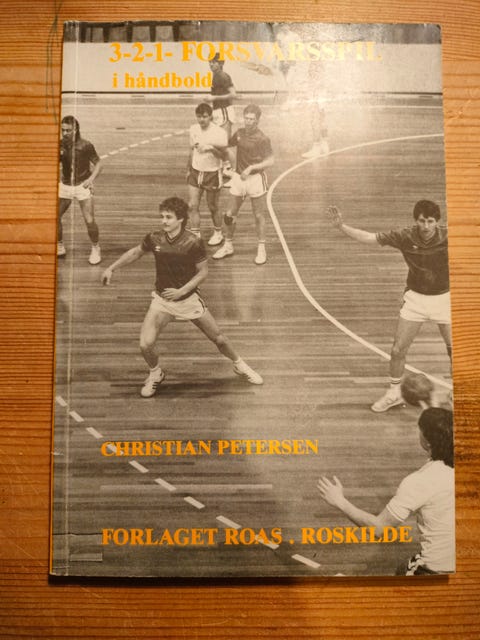 3-2-1- FORSVARSSPIL
i håndbold
CHRISTIAN PETERSEN
FORLAGET ROAS . ROSKILDE